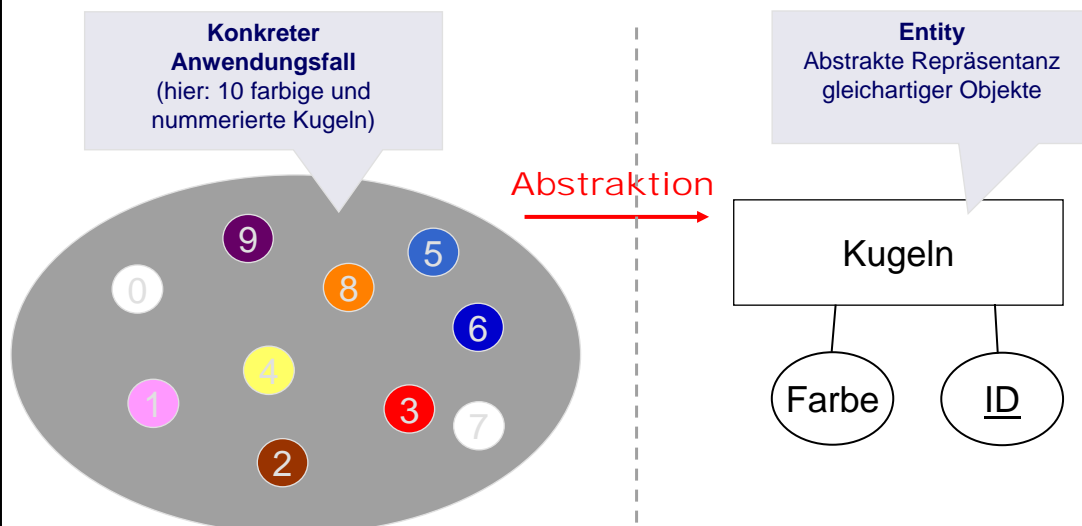 Konkreter
Anwendungsfall
(hier: 10 farbige und
nummerierte Kugeln)
Entity
Abstrakte Repräsentanz
gleichartiger Objekte
Abstraktion
9
5
0
8
6
4
1
3
7
2
Kugeln
Farbe
ID